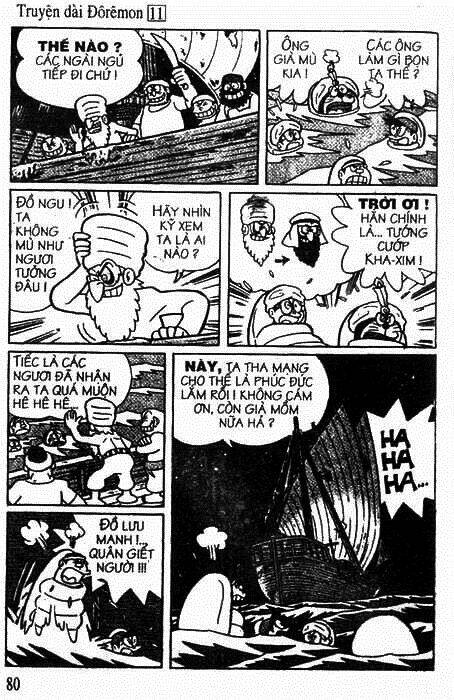 Truyện dài Đôrêmon 11
THẾ NÀO ?
CÁC NGÀI NGỦ
TIẾP ĐI CHỨ !
ÔNG
GIÀ MÙ
KIA !
CÁC ÔNG
LÀM GÌ BỌN
TA THẾ ?
ĐỒ NGU !
TA
KHÔNG
MÙ NHƯ
NGƯƠI
TƯỞNG
ĐÂU !
HÃY NHÌN
KỸ XEM
TA LÀ AI
NÀO ?
TRỜI ƠI !
HẮN CHÍNH
LÀ... TƯỚNG
CƯỚP
KHA-XIM !
TIẾC LÀ CÁC
NGƯƠI ĐÃ NHẬN
RA TA QUÁ MUỘN
HÊ HÊ HÊ...
NÀY, TA THA MẠNG
CHO THẾ LÀ PHÚC ĐỨC
LẮM RỒI ! KHÔNG CÁM
ƠN, CÒN GIÀ MỒM
NỮA HẢ ?
HA
HA
HA...
ĐỒ LƯU
MANH !...
QUÂN GIẾT
NGƯỜI !!!
80